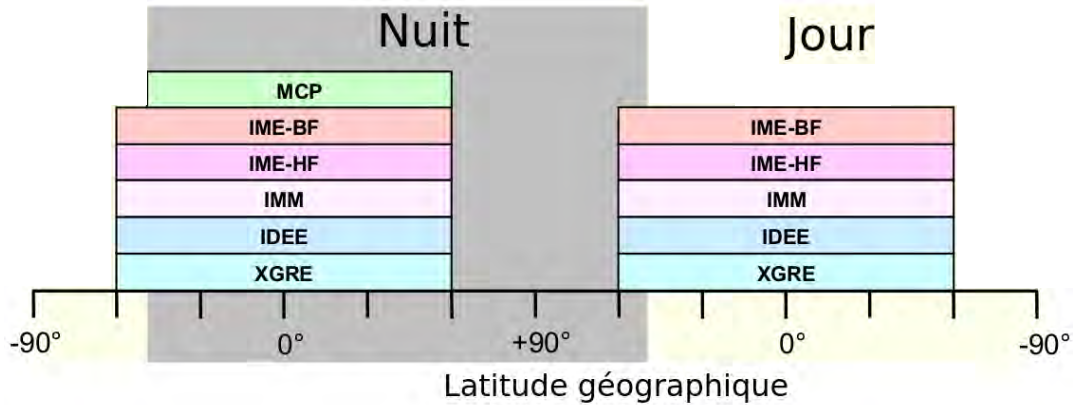 Nuit
Jour
MCP
IME-BF
IME-BF
IME-HF
IME-HF
IMM
IMM
IDEE
IDEE
XGRE
XGRE
-90° 0° +90° 0° -90°
Latitude géographique